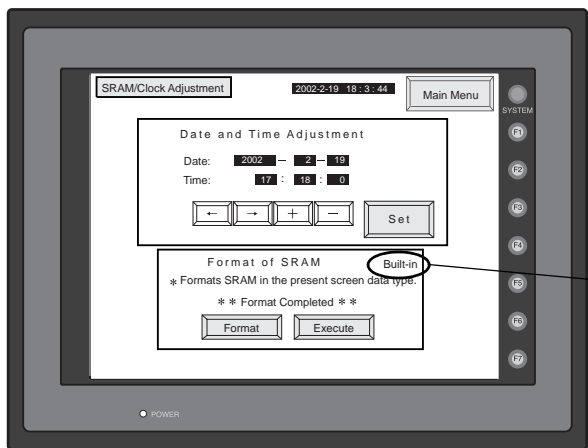 SRAM/Clock Adjustment
2002-2-19 18 : 3 : 44
Main Menu
SYSTEM
F1
Date and Time Adjustment
Date: 2002 – 2 – 19
F2
Time: 17 : 18 : 0
← → + – Set
F3
F4
Format of SRAM Built-in
* Formats SRAM in the present screen data type.
F5
* * Format Completed * *
Format Execute
F6
F7
POWER